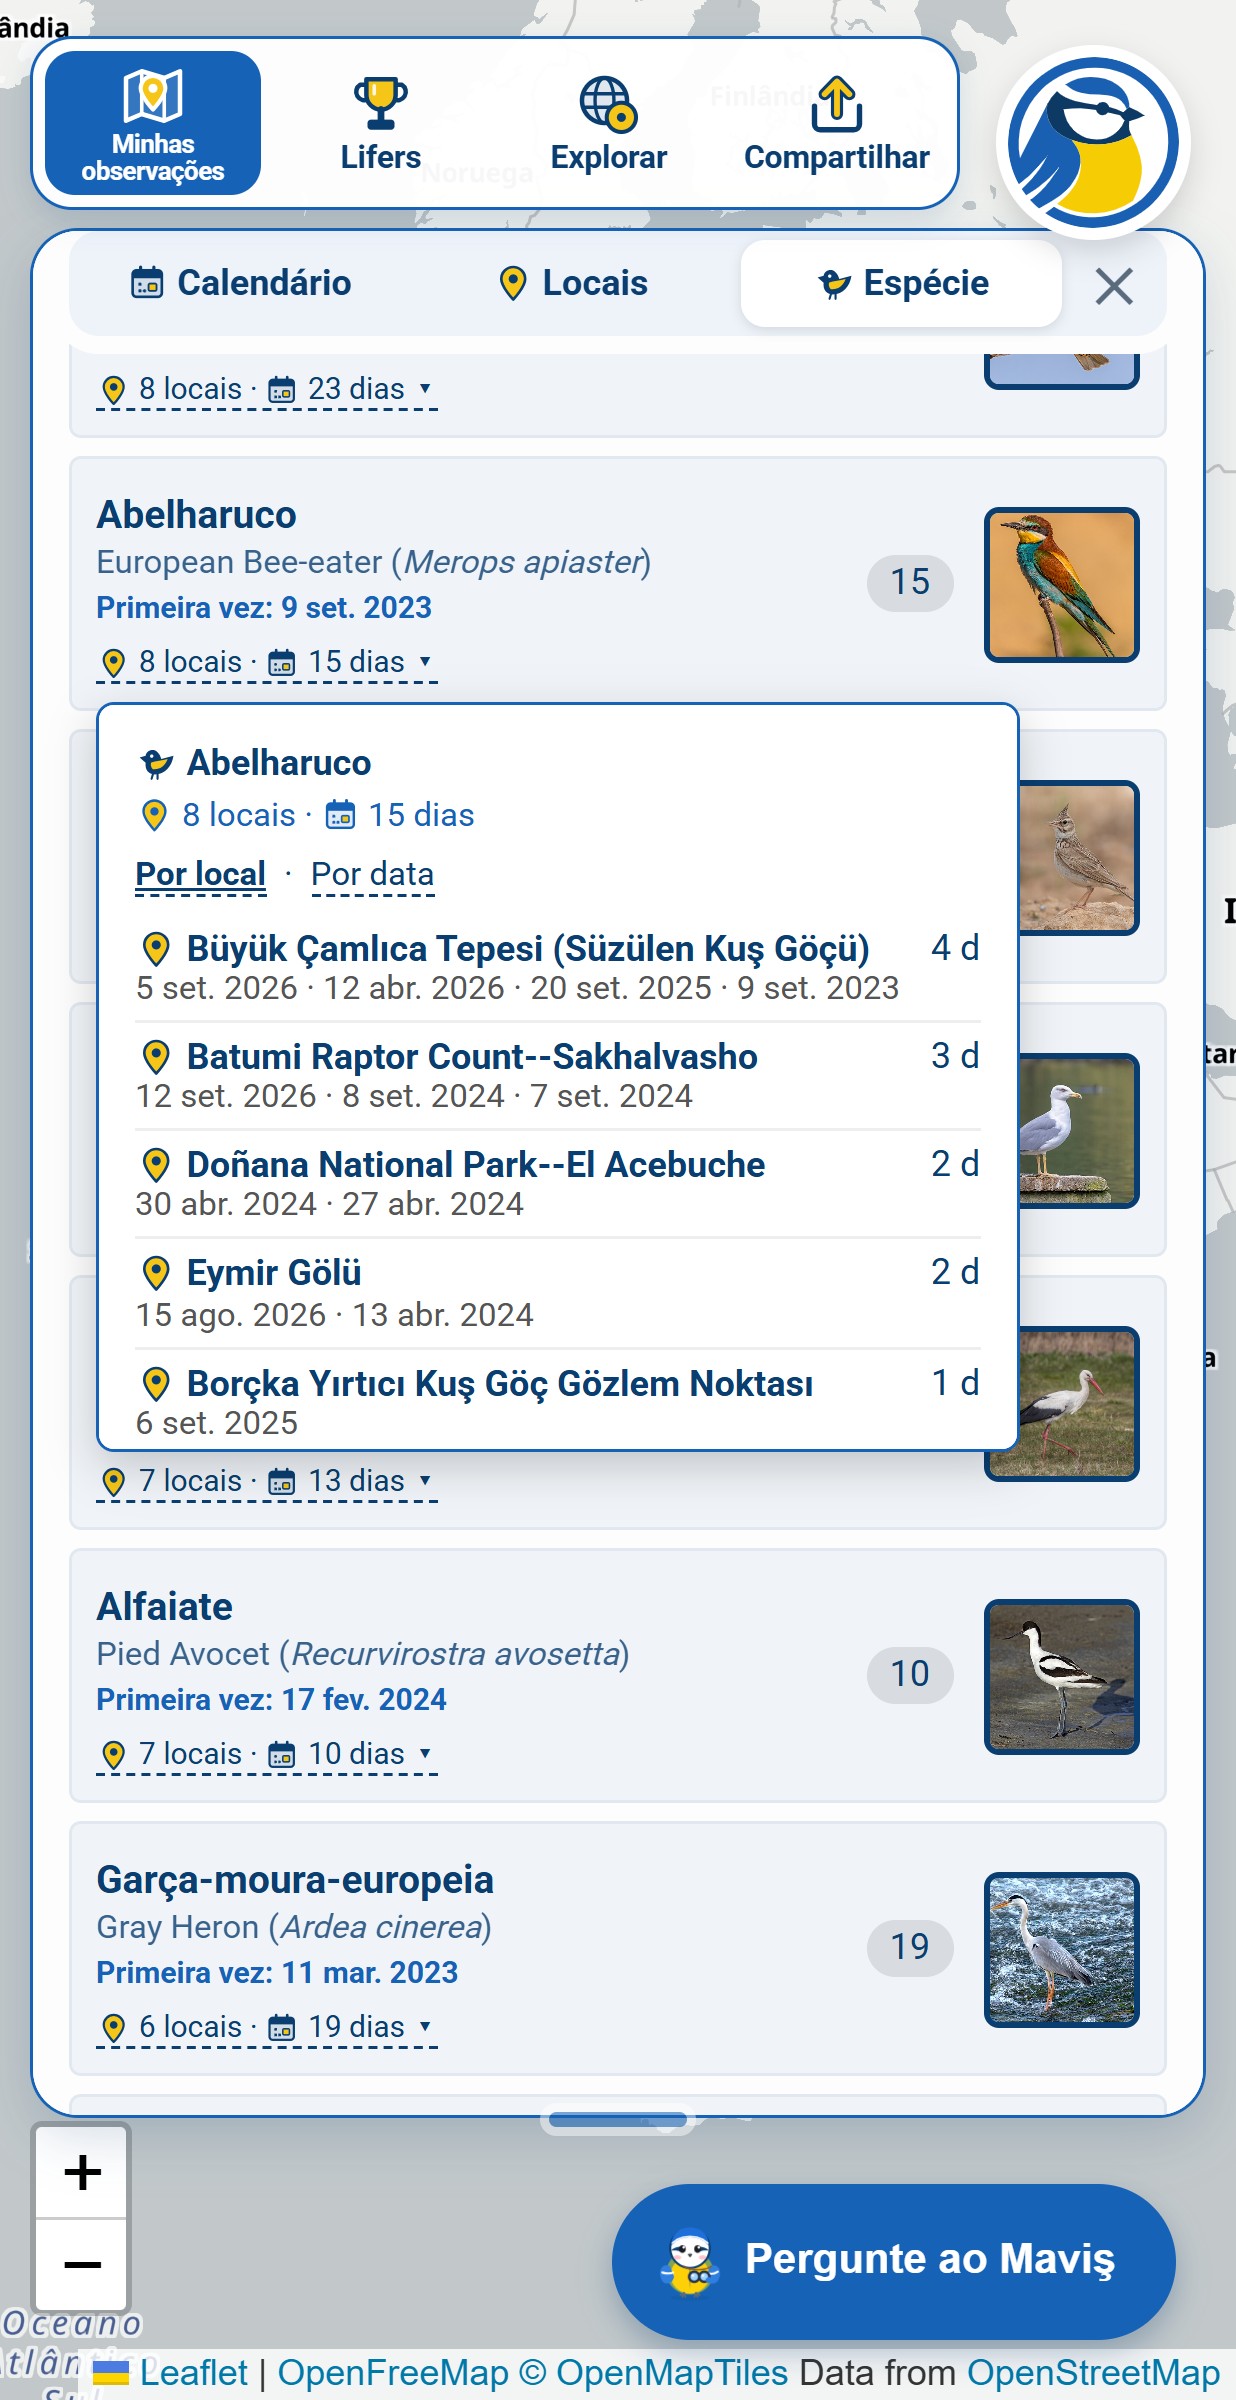 ândia
Finlândi
Noruega
Minhas
observações
Lifers
Explorar
Compartilhar
Calendário
Locais
Espécie
8 locais · 23 dias ▾
Abelharuco
European Bee-eater (Merops apiaster)
15
Primeira vez: 9 set. 2023
8 locais · 15 dias ▾
Abelharuco
8 locais · 15 dias
Por local · Por data
Büyük Çamlıca Tepesi (Süzülen Kuş Göçü) 4 d
5 set. 2026 · 12 abr. 2026 · 20 set. 2025 · 9 set. 2023
Batumi Raptor Count--Sakhalvasho 3 d
12 set. 2026 · 8 set. 2024 · 7 set. 2024
Doñana National Park--El Acebuche 2 d
30 abr. 2024 · 27 abr. 2024
Eymir Gölü 2 d
15 ago. 2026 · 13 abr. 2024
Borçka Yırtıcı Kuş Göç Gözlem Noktası 1 d
6 set. 2025
7 locais · 13 dias ▾
Alfaiate
Pied Avocet (Recurvirostra avosetta)
10
Primeira vez: 17 fev. 2024
7 locais · 10 dias ▾
Garça-moura-europeia
Gray Heron (Ardea cinerea)
19
Primeira vez: 11 mar. 2023
6 locais · 19 dias ▾
+
−
Pergunte ao Maviş
Oceano
Leaflet | OpenFreeMap © OpenMapTiles Data from OpenStreetMap